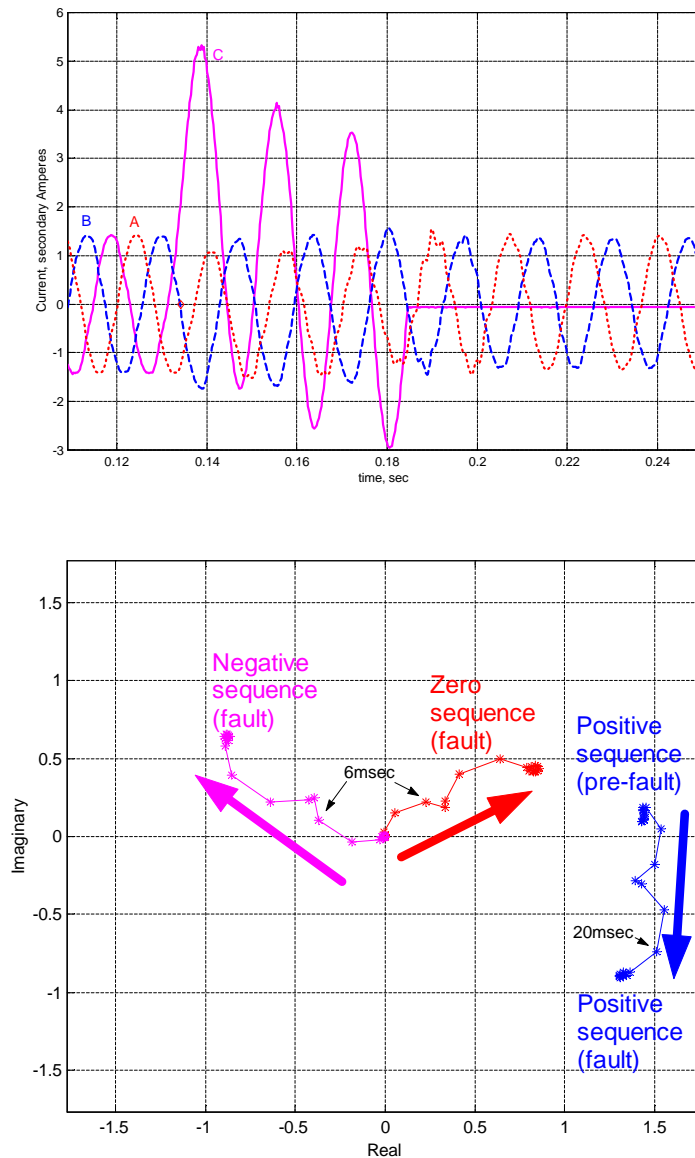 6
5
4
3
2
1
0
-1
-2
-3
Current, secondary Amperes
C
B
A
0.12
0.14
0.16
0.18
0.2
0.22
0.24
time, sec
1.5
1
0.5
0
-0.5
-1
-1.5
Imaginary
Negative
sequence
(fault)
Zero
sequence
(fault)
Positive
sequence
(pre-fault)
6msec
20msec
Positive
sequence
(fault)
-1.5
-1
-0.5
0
0.5
1
1.5
Real